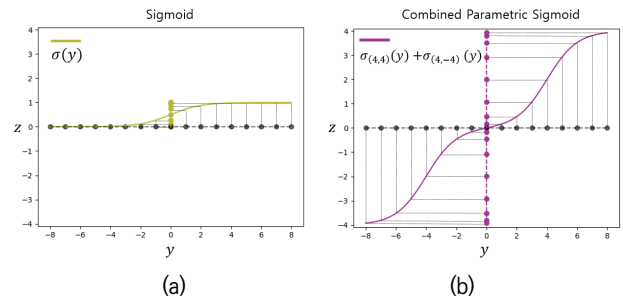 Sigmoid
σ(y)
z
4
3
2
1
0
−1
−2
−3
−4
−8 −6 −4 −2 0 2 4 6 8
y
(a)
Combined Parametric Sigmoid
σ(4,4)(y) +σ(4,−4) (y)
z
4
3
2
1
0
−1
−2
−3
−4
−8 −6 −4 −2 0 2 4 6 8
y
(b)